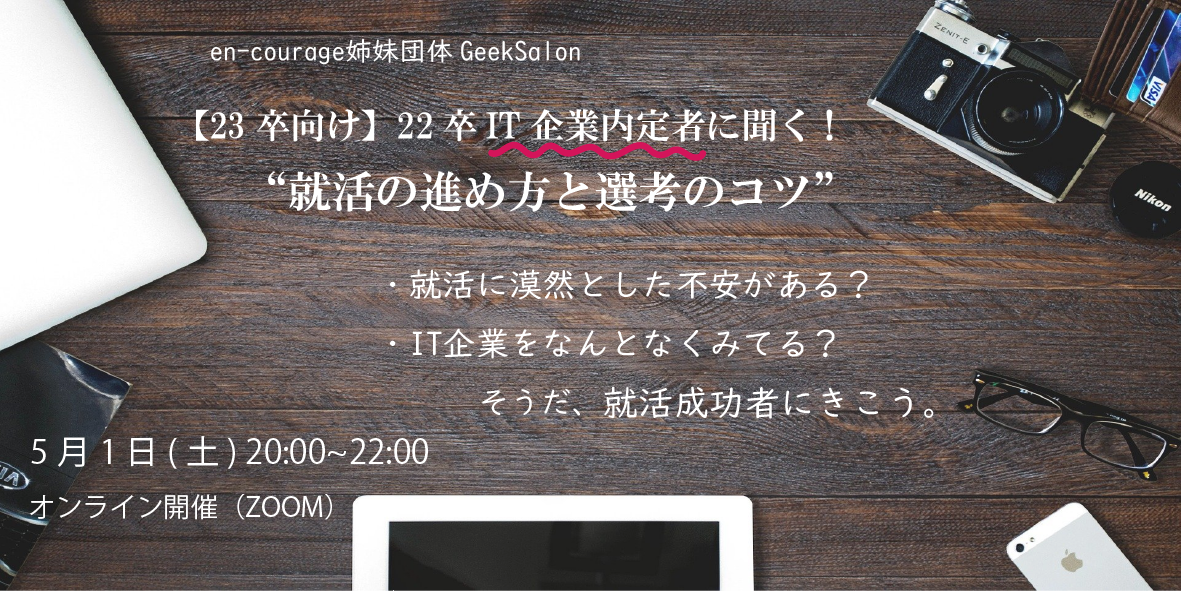 en-courage姉妹団体 GeekSalon
【23 卒向け】22 卒 IT 企業内定者に聞く！
“就活の進め方と選考のコツ”
・就活に漠然とした不安がある？
・IT企業をなんとなくみてる？
そうだ、就活成功者にきこう。
5 月 1 日 ( 土 ) 20:00~22:00
オンライン開催（ZOOM）
ZENIT-E
VISA
Nikon